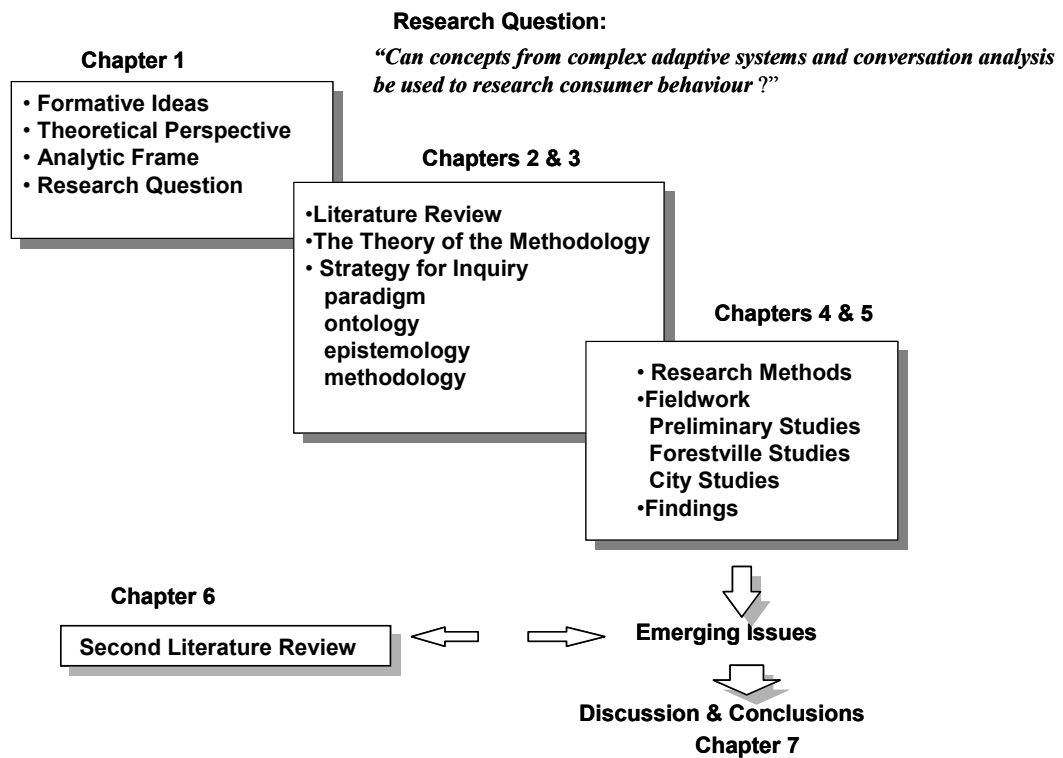 Research Question:
“Can concepts from complex adaptive systems and conversation analysis
be used to research consumer behaviour ?”
Chapter 1
• Formative Ideas
• Theoretical Perspective
• Analytic Frame
• Research Question
Chapters 2 & 3
•Literature Review
•The Theory of the Methodology
• Strategy for Inquiry
paradigm
ontology
epistemology
methodology
Chapters 4 & 5
• Research Methods
•Fieldwork
Preliminary Studies
Forestville Studies
City Studies
•Findings
Chapter 6
Second Literature Review
Emerging Issues
Discussion & Conclusions
Chapter 7